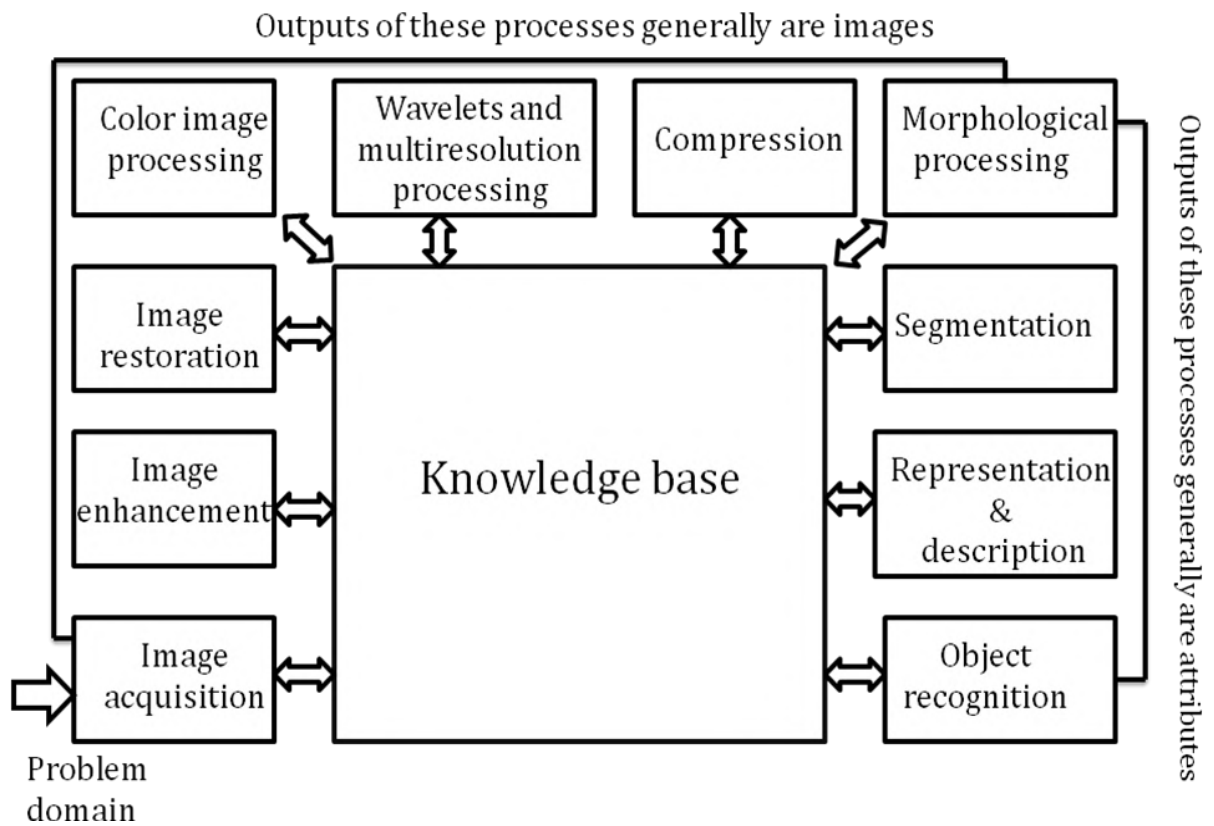 Outputs of these processes generally are images
Color image
processing
Wavelets and
multiresolution
processing
Compression
Morphological
processing
Image
restoration
Segmentation
Image
enhancement
Knowledge base
Representation
&
description
Image
acquisition
Object
recognition
Problem
domain
Outputs of these processes generally are attributes